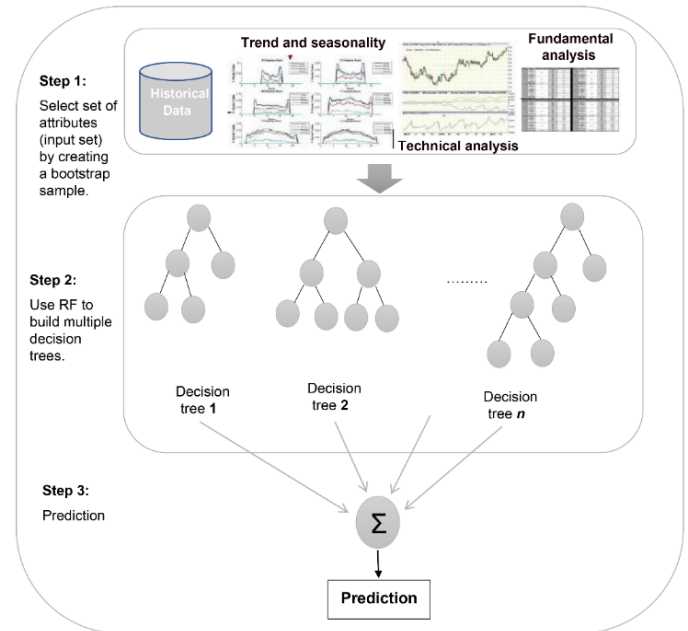 Step 1:
Select set of
attributes
(input set)
by creating
a bootstrap
sample.
Historical
Data
Trend and seasonality
Technical analysis
Fundamental
analysis
Step 2:
Use RF to
build multiple
decision
trees.
.........
Decision
tree 1
Decision
tree 2
Decision
tree n
Step 3:
Prediction
Σ
Prediction